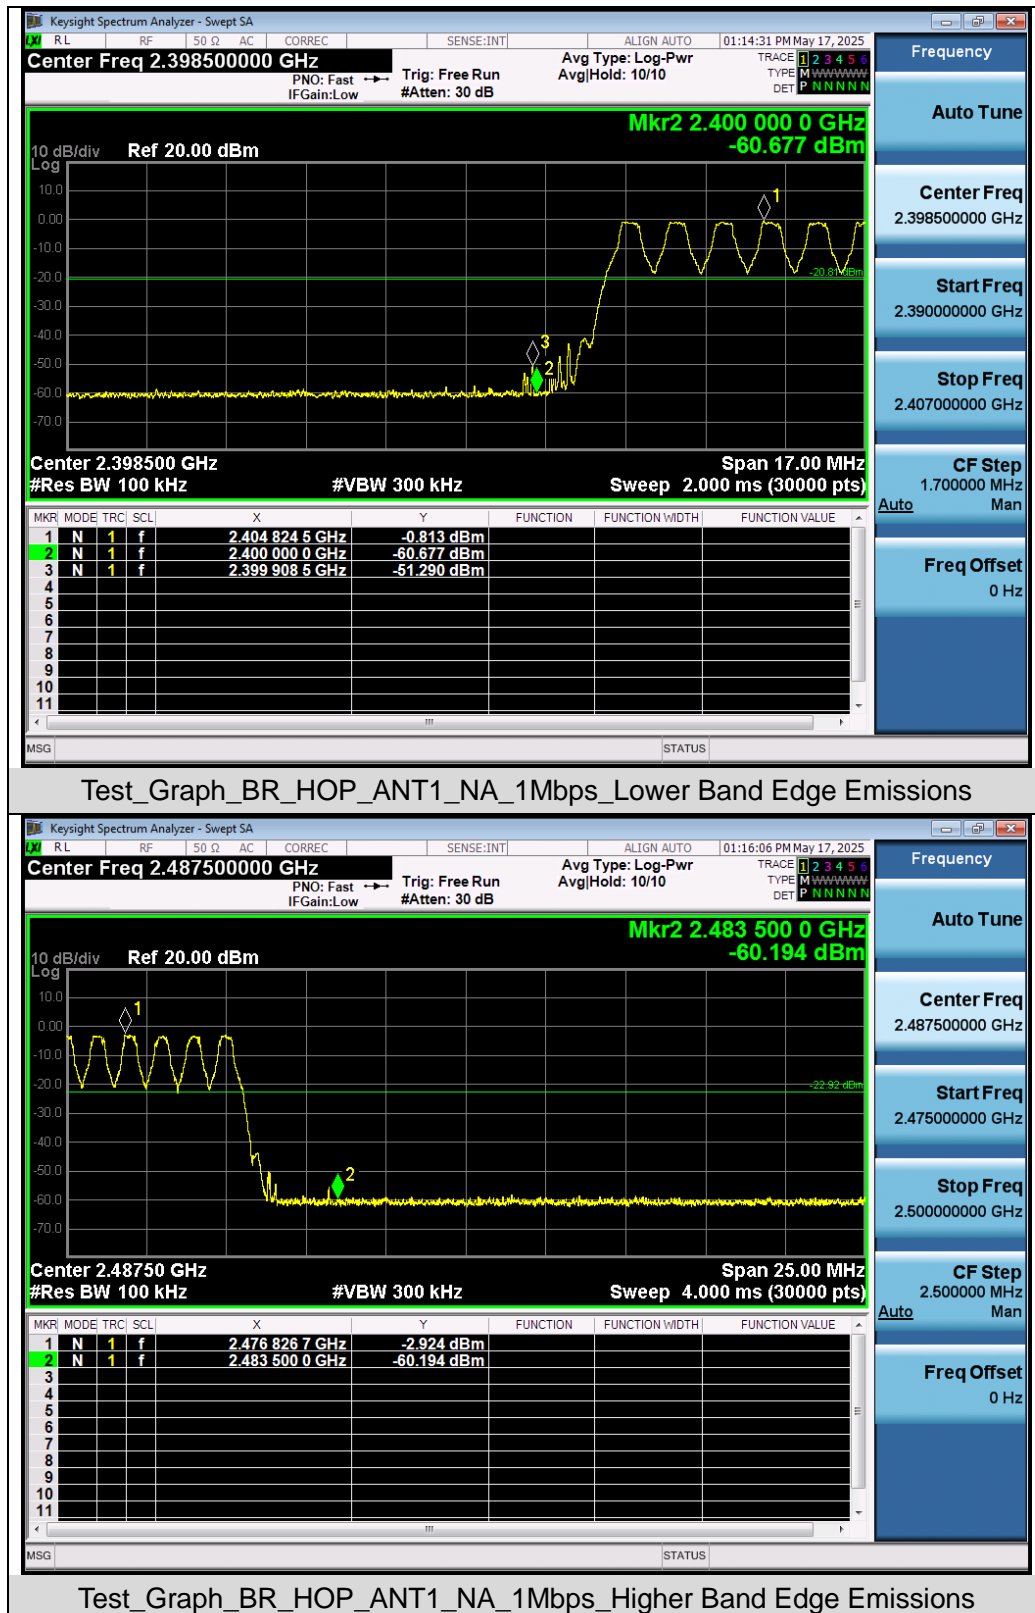 Keysight Spectrum Analyzer - Swept SA
LXI RL RF 50 Ω AC CORREC SENSE:INT ALIGN AUTO 01:14:31 PM May 17, 2025
Center Freq 2.398500000 GHz
Avg Type: Log-Pwr
TRACE 1 2 3 4 5 6
PNO: Fast
Trig: Free Run
Avg|Hold: 10/10
TYPE M WWWWW
IFGain:Low
#Atten: 30 dB
DET P N N N N N
Mkr2 2.400 000 0 GHz
10 dB/div Ref 20.00 dBm -60.677 dBm
Log
10.0
0.00
-10.0
-20.0
-30.0
-40.0
-50.0
-60.0
-70.0
1
-20.81 dBm
3
2
Center 2.398500 GHz Span 17.00 MHz
#Res BW 100 kHz #VBW 300 kHz Sweep 2.000 ms (30000 pts)
MKR MODE TRC SCL X Y FUNCTION FUNCTION WIDTH FUNCTION VALUE
1 N 1 f 2.404 824 5 GHz -0.813 dBm
2 N 1 f 2.400 000 0 GHz -60.677 dBm
3 N 1 f 2.399 908 5 GHz -51.290 dBm
4
5
6
7
8
9
10
11
MSG STATUS
Frequency
Auto Tune
Center Freq
2.398500000 GHz
Start Freq
2.390000000 GHz
Stop Freq
2.407000000 GHz
CF Step
1.700000 MHz
Auto Man
Freq Offset
0 Hz
Test_Graph_BR_HOP_ANT1_NA_1Mbps_Lower Band Edge Emissions
Keysight Spectrum Analyzer - Swept SA
LXI RL RF 50 Ω AC CORREC SENSE:INT ALIGN AUTO 01:16:06 PM May 17, 2025
Center Freq 2.487500000 GHz
Avg Type: Log-Pwr
TRACE 1 2 3 4 5 6
PNO: Fast
Trig: Free Run
Avg|Hold: 10/10
TYPE M WWWWW
IFGain:Low
#Atten: 30 dB
DET P N N N N N
Mkr2 2.483 500 0 GHz
10 dB/div Ref 20.00 dBm -60.194 dBm
Log
10.0
0.00
-10.0
-20.0
-30.0
-40.0
-50.0
-60.0
-70.0
1
-22.92 dBm
2
Center 2.48750 GHz Span 25.00 MHz
#Res BW 100 kHz #VBW 300 kHz Sweep 4.000 ms (30000 pts)
MKR MODE TRC SCL X Y FUNCTION FUNCTION WIDTH FUNCTION VALUE
1 N 1 f 2.476 826 7 GHz -2.924 dBm
2 N 1 f 2.483 500 0 GHz -60.194 dBm
3
4
5
6
7
8
9
10
11
MSG STATUS
Frequency
Auto Tune
Center Freq
2.487500000 GHz
Start Freq
2.475000000 GHz
Stop Freq
2.500000000 GHz
CF Step
2.500000 MHz
Auto Man
Freq Offset
0 Hz
Test_Graph_BR_HOP_ANT1_NA_1Mbps_Higher Band Edge Emissions